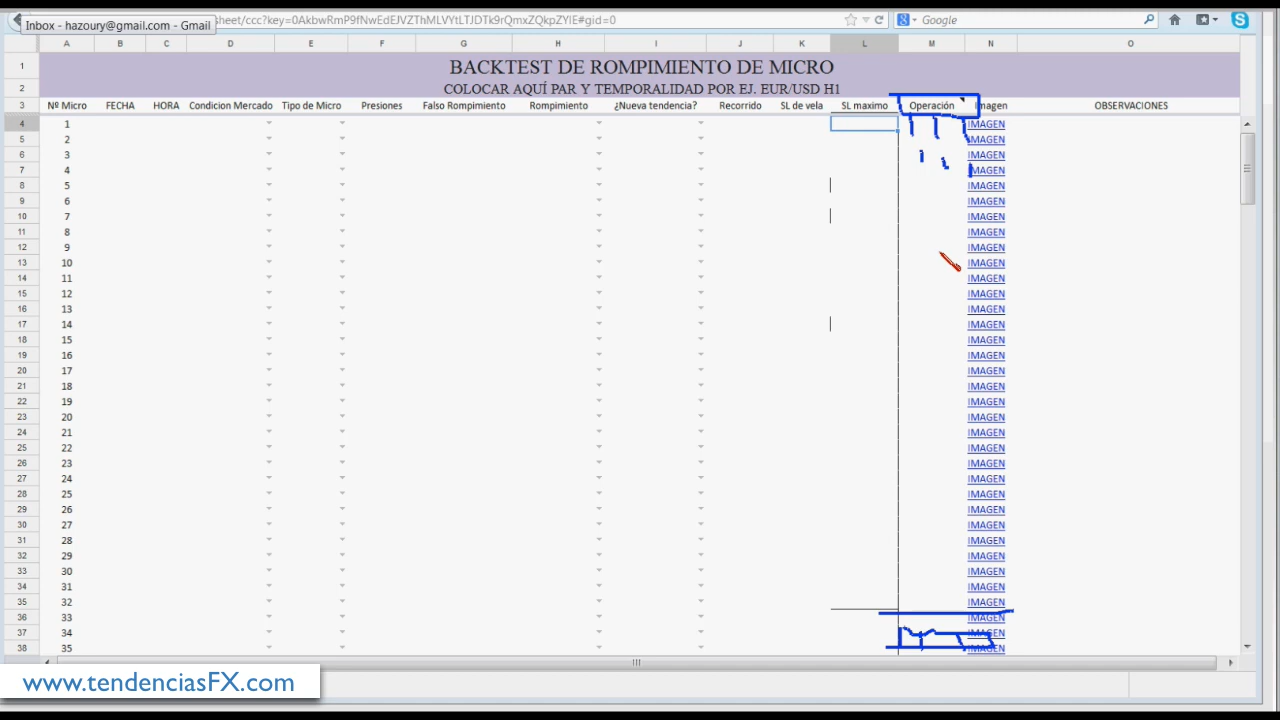 Inbox - hazoury@gmail.com - Gmail
sheet/ccc?key=0AkbwRmP9fNwEdEJVZThMLVYtLTJDTk9rQmxZQkpZYlE#gid=0
Google
A B C D E F G H I J K L M N O
1 BACKTEST DE ROMPIMIENTO DE MICRO
2 COLOCAR AQUÍ PAR Y TEMPORALIDAD POR EJ. EUR/USD H1
3 Nº Micro FECHA HORA Condicion Mercado Tipo de Micro Presiones Falso Rompimiento Rompimiento ¿Nueva tendencia? Recorrido SL de vela SL maximo Operación Imagen OBSERVACIONES
4 1 IMAGEN
5 2 IMAGEN
6 3 IMAGEN
7 4 IMAGEN
8 5 IMAGEN
9 6 IMAGEN
10 7 IMAGEN
11 8 IMAGEN
12 9 IMAGEN
13 10 IMAGEN
14 11 IMAGEN
15 12 IMAGEN
16 13 IMAGEN
17 14 IMAGEN
18 15 IMAGEN
19 16 IMAGEN
20 17 IMAGEN
21 18 IMAGEN
22 19 IMAGEN
23 20 IMAGEN
24 21 IMAGEN
25 22 IMAGEN
26 23 IMAGEN
27 24 IMAGEN
28 25 IMAGEN
29 26 IMAGEN
30 27 IMAGEN
31 28 IMAGEN
32 29 IMAGEN
33 30 IMAGEN
34 31 IMAGEN
35 32 IMAGEN
36 33 IMAGEN
37 34 IMAGEN
38 35 IMAGEN
www.tendenciasFX.com